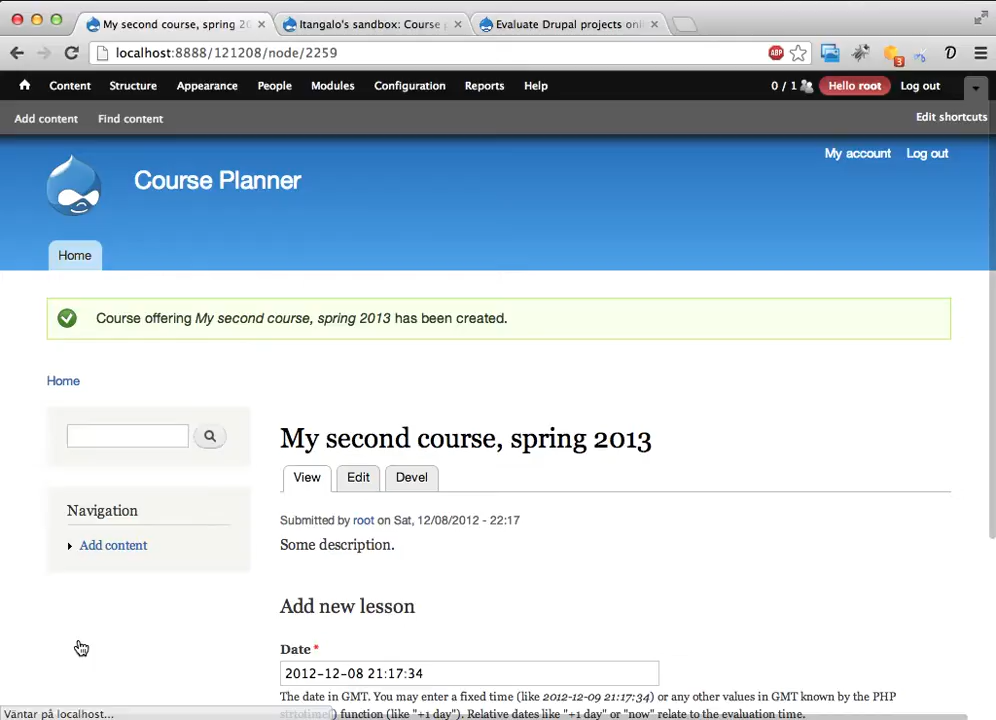 My second course, spring 20
Itangalo's sandbox: Course
Evaluate Drupal projects onl
localhost:8888/121208/node/2259
ABP
3
D
Content Structure Appearance People Modules Configuration Reports Help 0 / 1 Hello root Log out
Add content Find content Edit shortcuts
My account Log out
Course Planner
Home
Course offering My second course, spring 2013 has been created.
Home
My second course, spring 2013
View Edit Devel
Navigation
Submitted by root on Sat, 12/08/2012 - 22:17
Add content
Some description.
Add new lesson
Date *
2012-12-08 21:17:34
The date in GMT. You may enter a fixed time (like 2012-12-09 21:17:34) or any other values in GMT known by the PHP
strtotime() function (like "+1 day"). Relative dates like "+1 day" or "now" relate to the evaluation time.
Väntar på localhost...